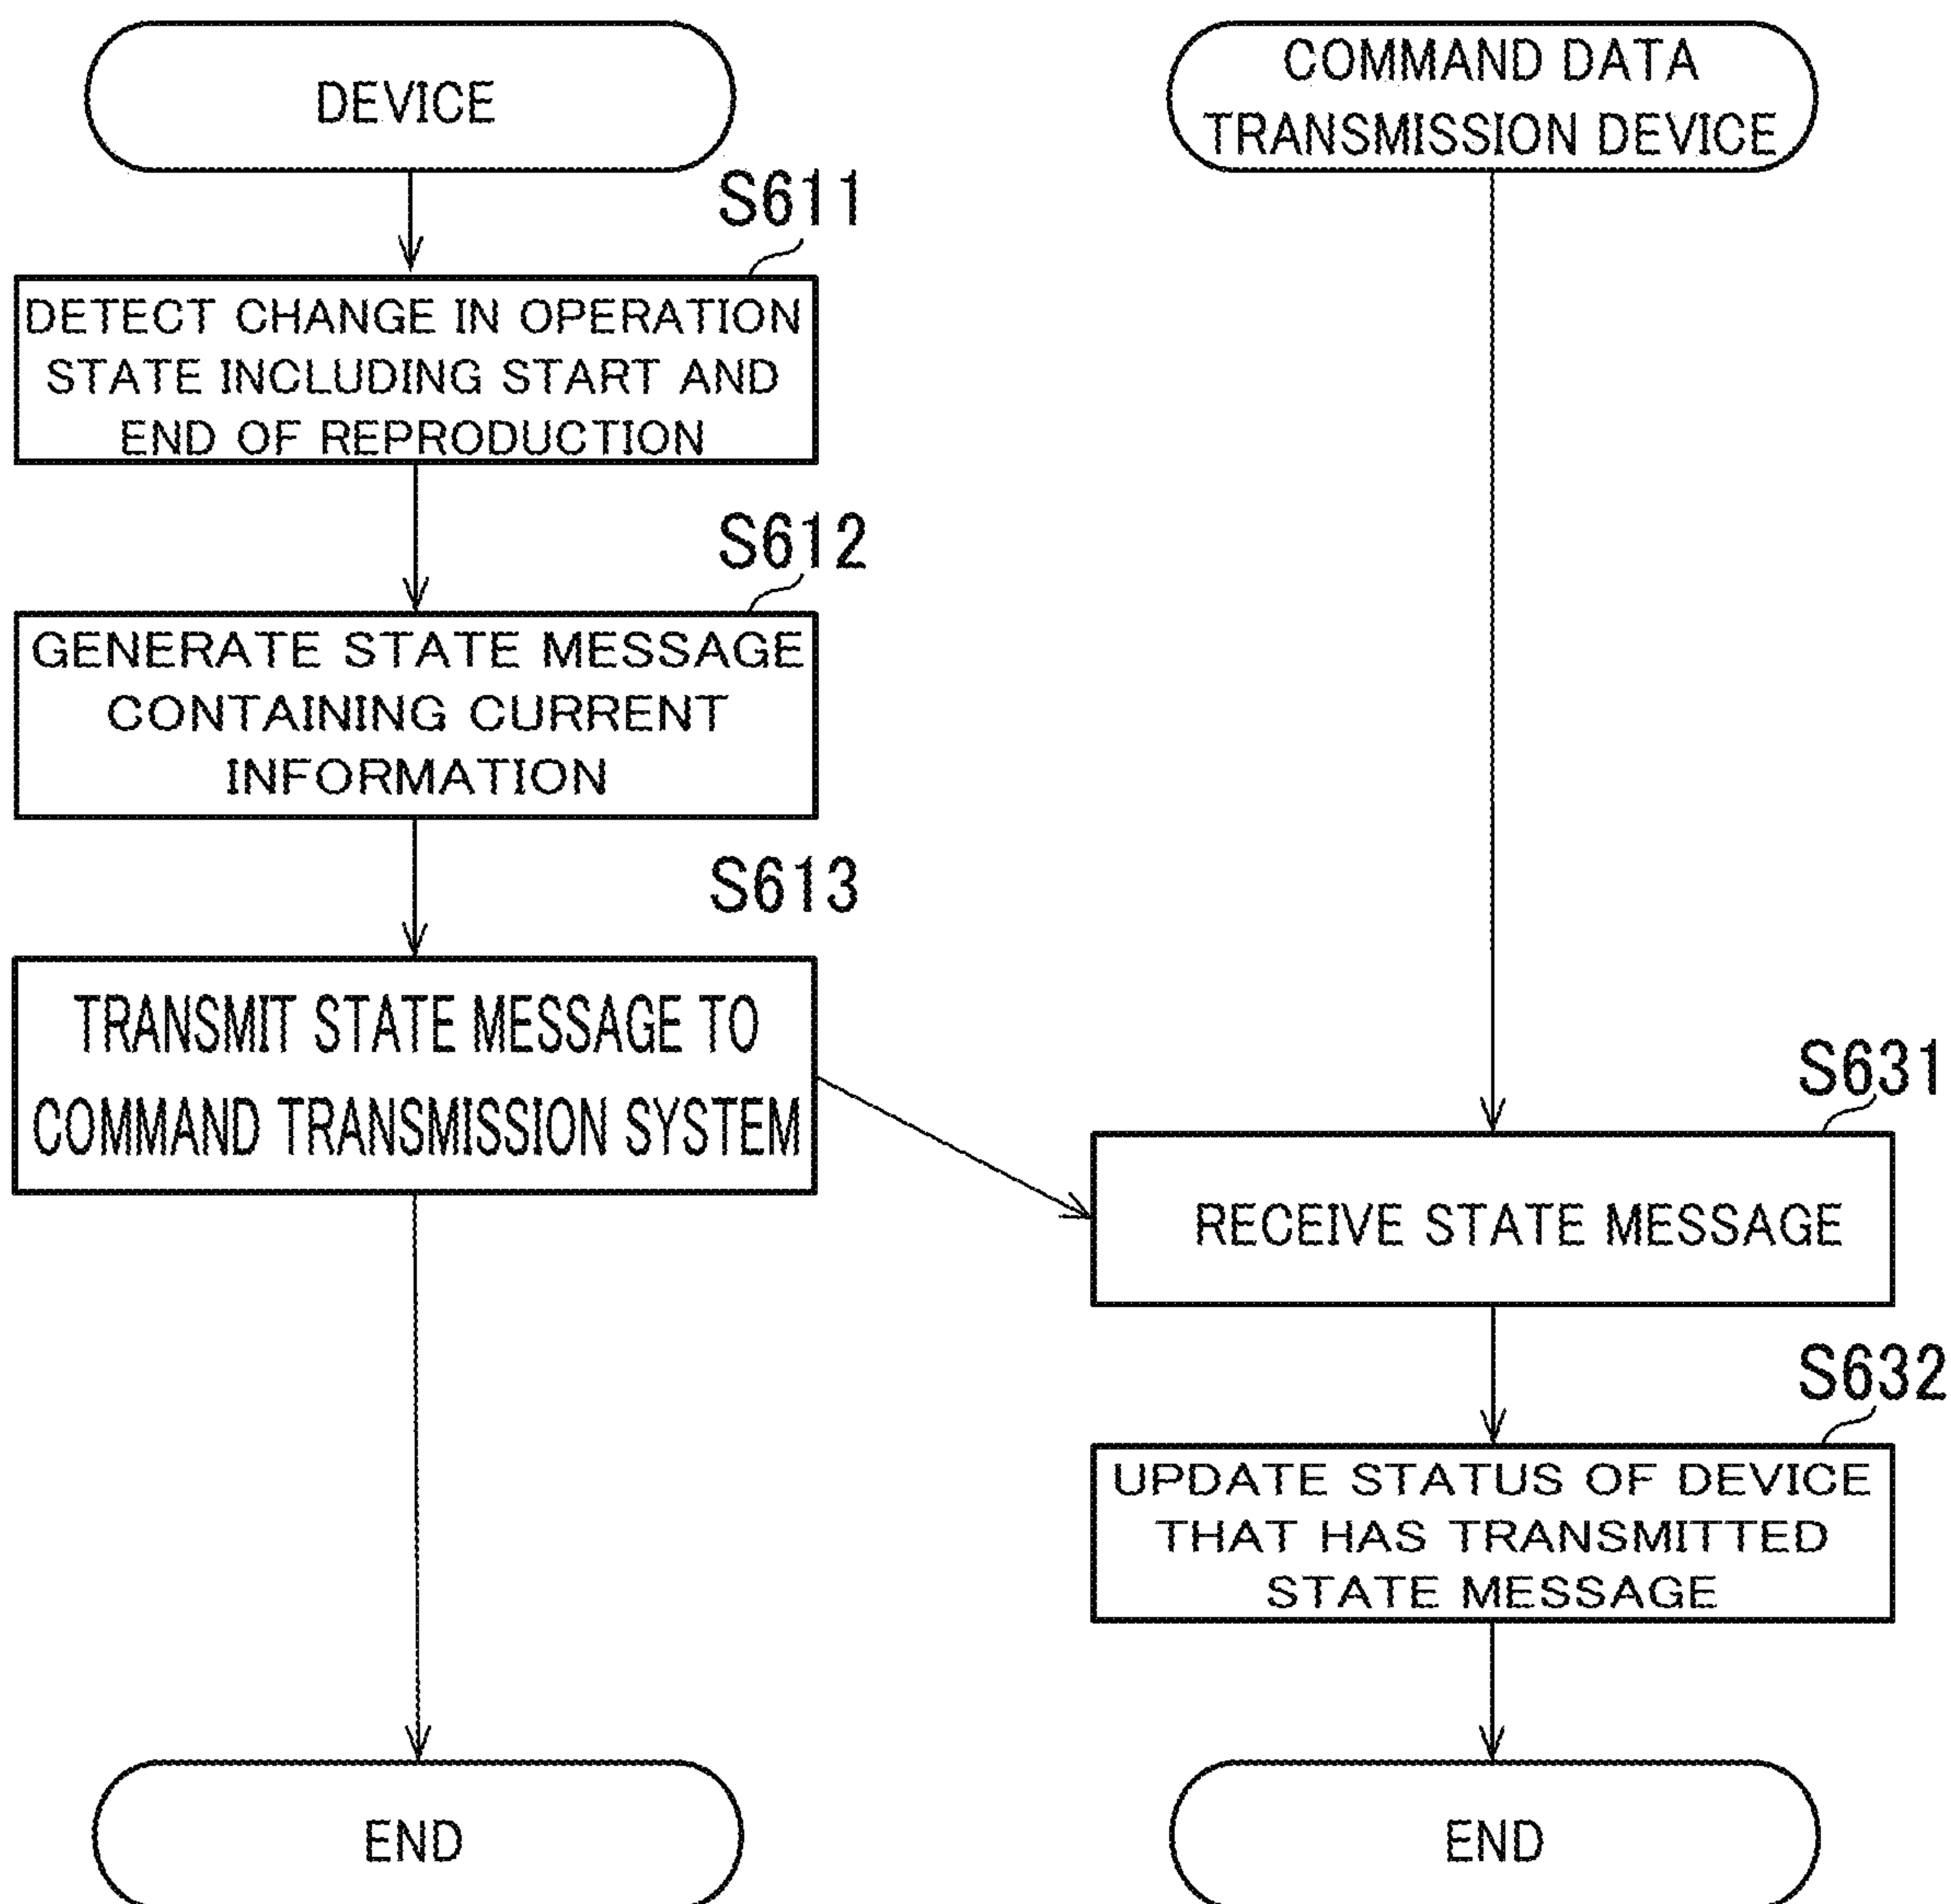 DEVICE
S611
DETECT CHANGE IN OPERATION
STATE INCLUDING START AND
END OF REPRODUCTION
S612
GENERATE STATE MESSAGE
CONTAINING CURRENT
INFORMATION
S613
TRANSMIT STATE MESSAGE TO
COMMAND TRANSMISSION SYSTEM
END
COMMAND DATA
TRANSMISSION DEVICE
S631
RECEIVE STATE MESSAGE
S632
UPDATE STATUS OF DEVICE
THAT HAS TRANSMITTED
STATE MESSAGE
END